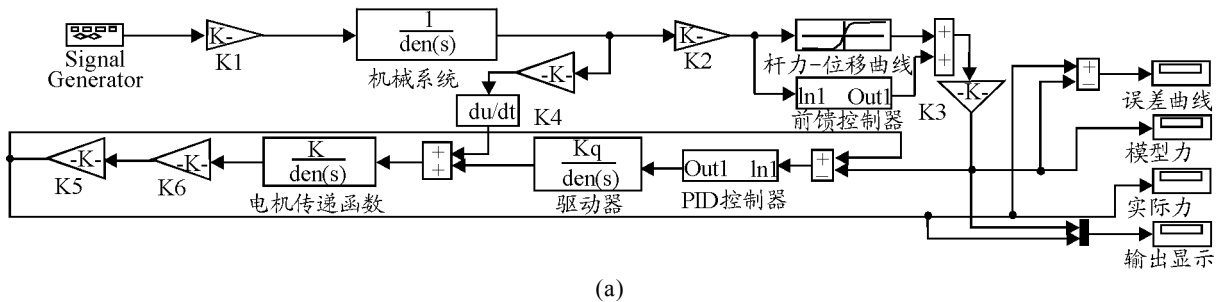 Signal
Generator
K-
K1
1
den(s)
机械系统
-K-
K4
du/dt
K-
K2
杆力-位移曲线
In1 Out1
前馈控制器
+
+
-K-
K3
+
−
误差曲线
模型力
实际力
输出显示
-K-
K5
-K-
K6
K
den(s)
电机传递函数
+
+
Kq
den(s)
驱动器
Out1 In1
PID控制器
+
−
(a)